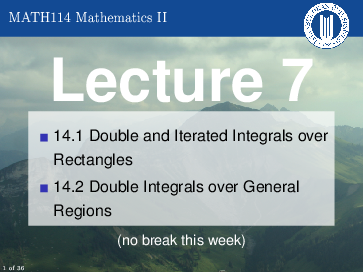 MATH114 Mathematics II
Lecture 7
14.1 Double and Iterated Integrals over
Rectangles
14.2 Double Integrals over General
Regions
(no break this week)
1 of 36